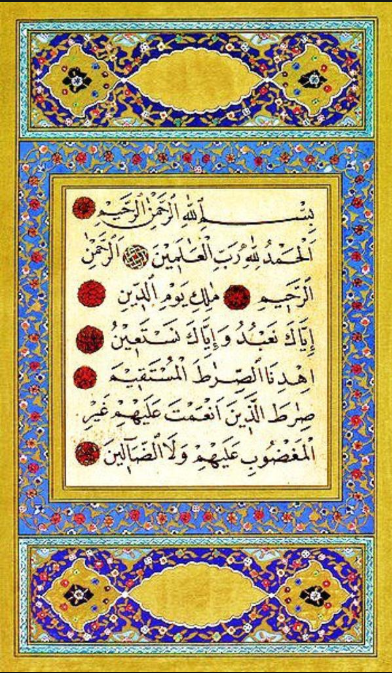 بِسْمِ اللهِ الرَّحْمٰنِ الرَّحِيمِ
اَلْحَمْدُ لِلّٰهِ رَبِّ الْعَالَمِينَ الرَّحْمٰنِ
الرَّحِيمِ مٰلِكِ يَوْمِ الدِّينِ
إِيَّاكَ نَعْبُدُ وَإِيَّاكَ نَسْتَعِينُ
اِهْدِنَا الصِّرَاطَ الْمُسْتَقِيمَ
صِرَاطَ الَّذِينَ اَنْعَمْتَ عَلَيْهِمْ غَيْرِ
الْمَغْضُوبِ عَلَيْهِمْ وَلَا الضَّالِّينَ